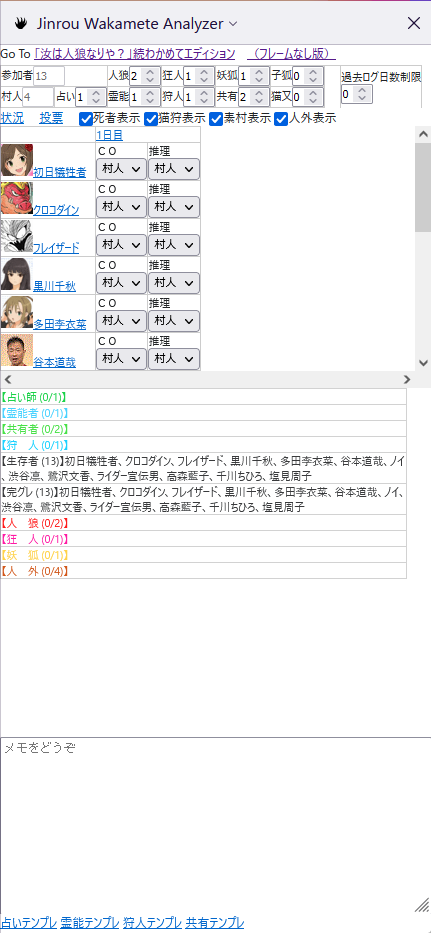 Jinrou Wakamete Analyzer
Go To 「汝は人狼なりや？」続わかめてエディション （フレームなし版）
参加者 13 人狼 2 狂人 1 妖狐 1 子狐 0 過去ログ日数制限
村人 4 占い 1 霊能 1 狩人 1 共有 2 猫又 0 0
状況 投票 死者表示 猫狩表示 素村表示 人外表示
1日目
ＣＯ 推理
初日犠牲者 村人 村人
ＣＯ 推理
クロコダイン 村人 村人
ＣＯ 推理
フレイザード 村人 村人
ＣＯ 推理
黒川千秋 村人 村人
ＣＯ 推理
多田李衣菜 村人 村人
ＣＯ 推理
谷本道哉 村人 村人
【占い師 (0/1)】
【霊能者 (0/1)】
【共有者 (0/2)】
【狩　人 (0/1)】
【生存者 (13)】初日犠牲者、クロコダイン、フレイザード、黒川千秋、多田李衣菜、谷本道哉、ノイ
、渋谷凛、鷺沢文香、ライダー宣伝男、高森藍子、千川ちひろ、塩見周子
【完グレ (13)】初日犠牲者、クロコダイン、フレイザード、黒川千秋、多田李衣菜、谷本道哉、ノイ、
渋谷凛、鷺沢文香、ライダー宣伝男、高森藍子、千川ちひろ、塩見周子
【人　狼 (0/2)】
【狂　人 (0/1)】
【妖　狐 (0/1)】
【人　外 (0/4)】
メモをどうぞ
占いテンプレ 霊能テンプレ 狩人テンプレ 共有テンプレ